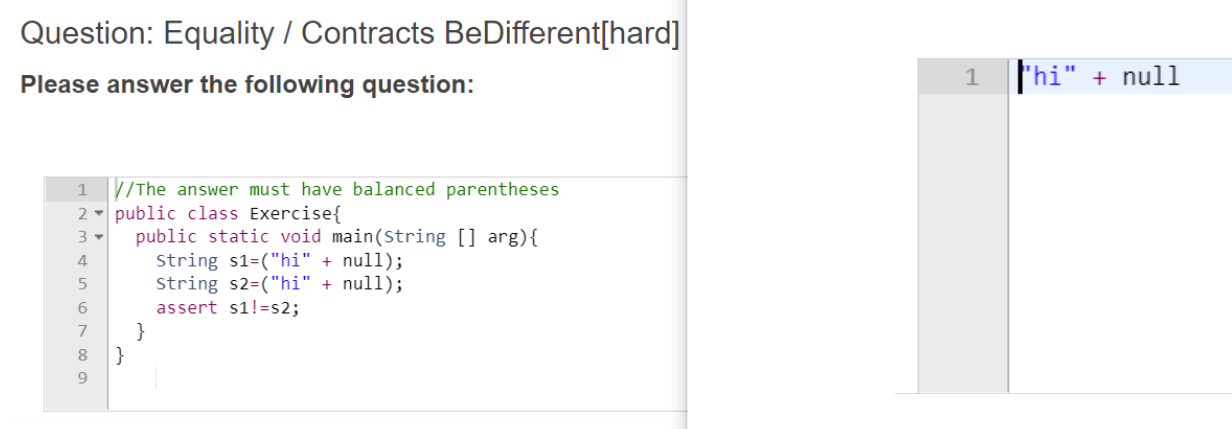 Question: Equality / Contracts BeDifferent[hard]
Please answer the following question:
1 //The answer must have balanced parentheses
2 public class Exercise{
3 public static void main(String [] arg){
4 String s1=("hi" + null);
5 String s2=("hi" + null);
6 assert s1!=s2;
7 }
8 }
9
1 "hi" + null